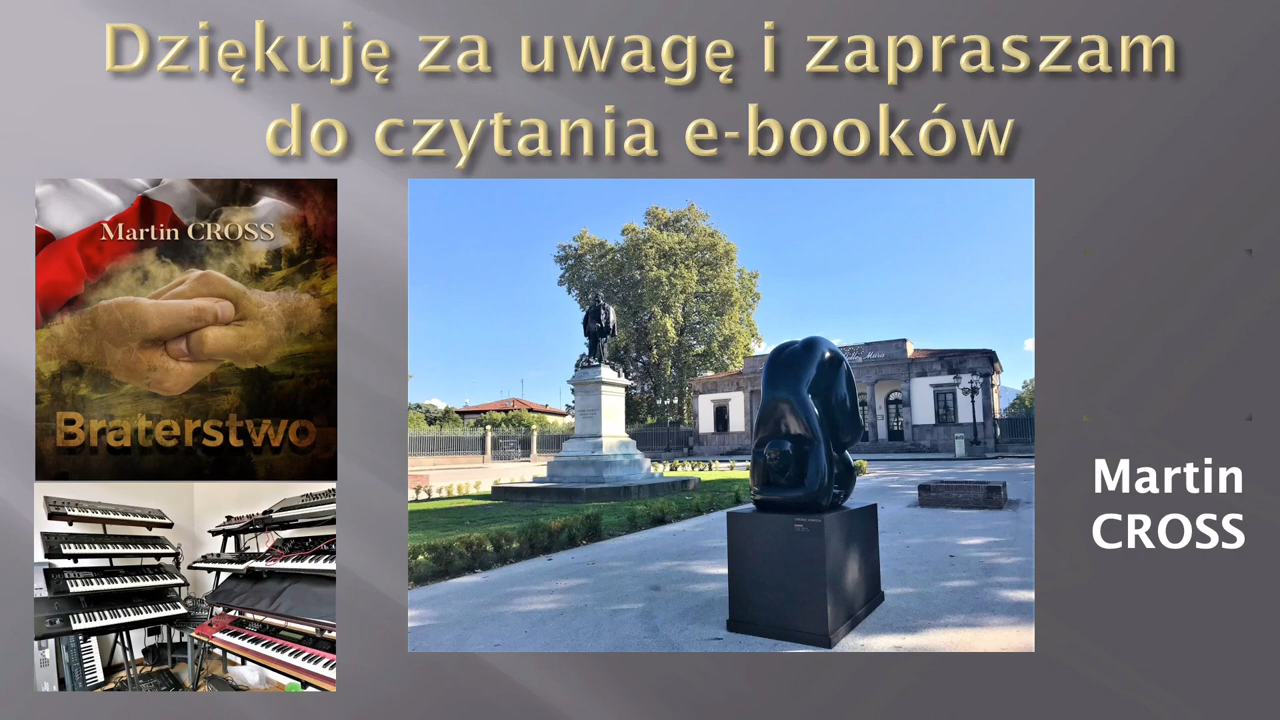 Dziękuję za uwagę i zapraszam
do czytania e-booków
Martin CROSS
Braterstwo
Martin
CROSS